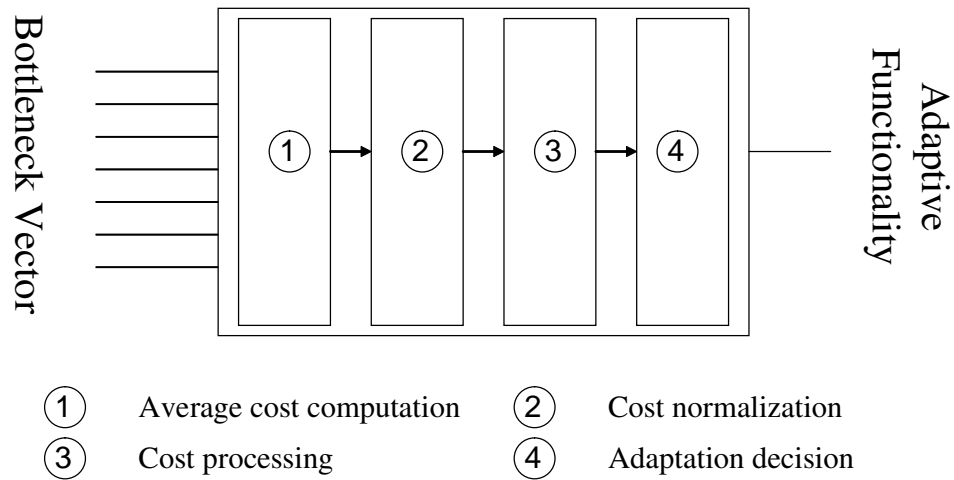 Bottleneck Vector
1
2
3
4
Adaptive
Functionality
1 Average cost computation
2 Cost normalization
3 Cost processing
4 Adaptation decision